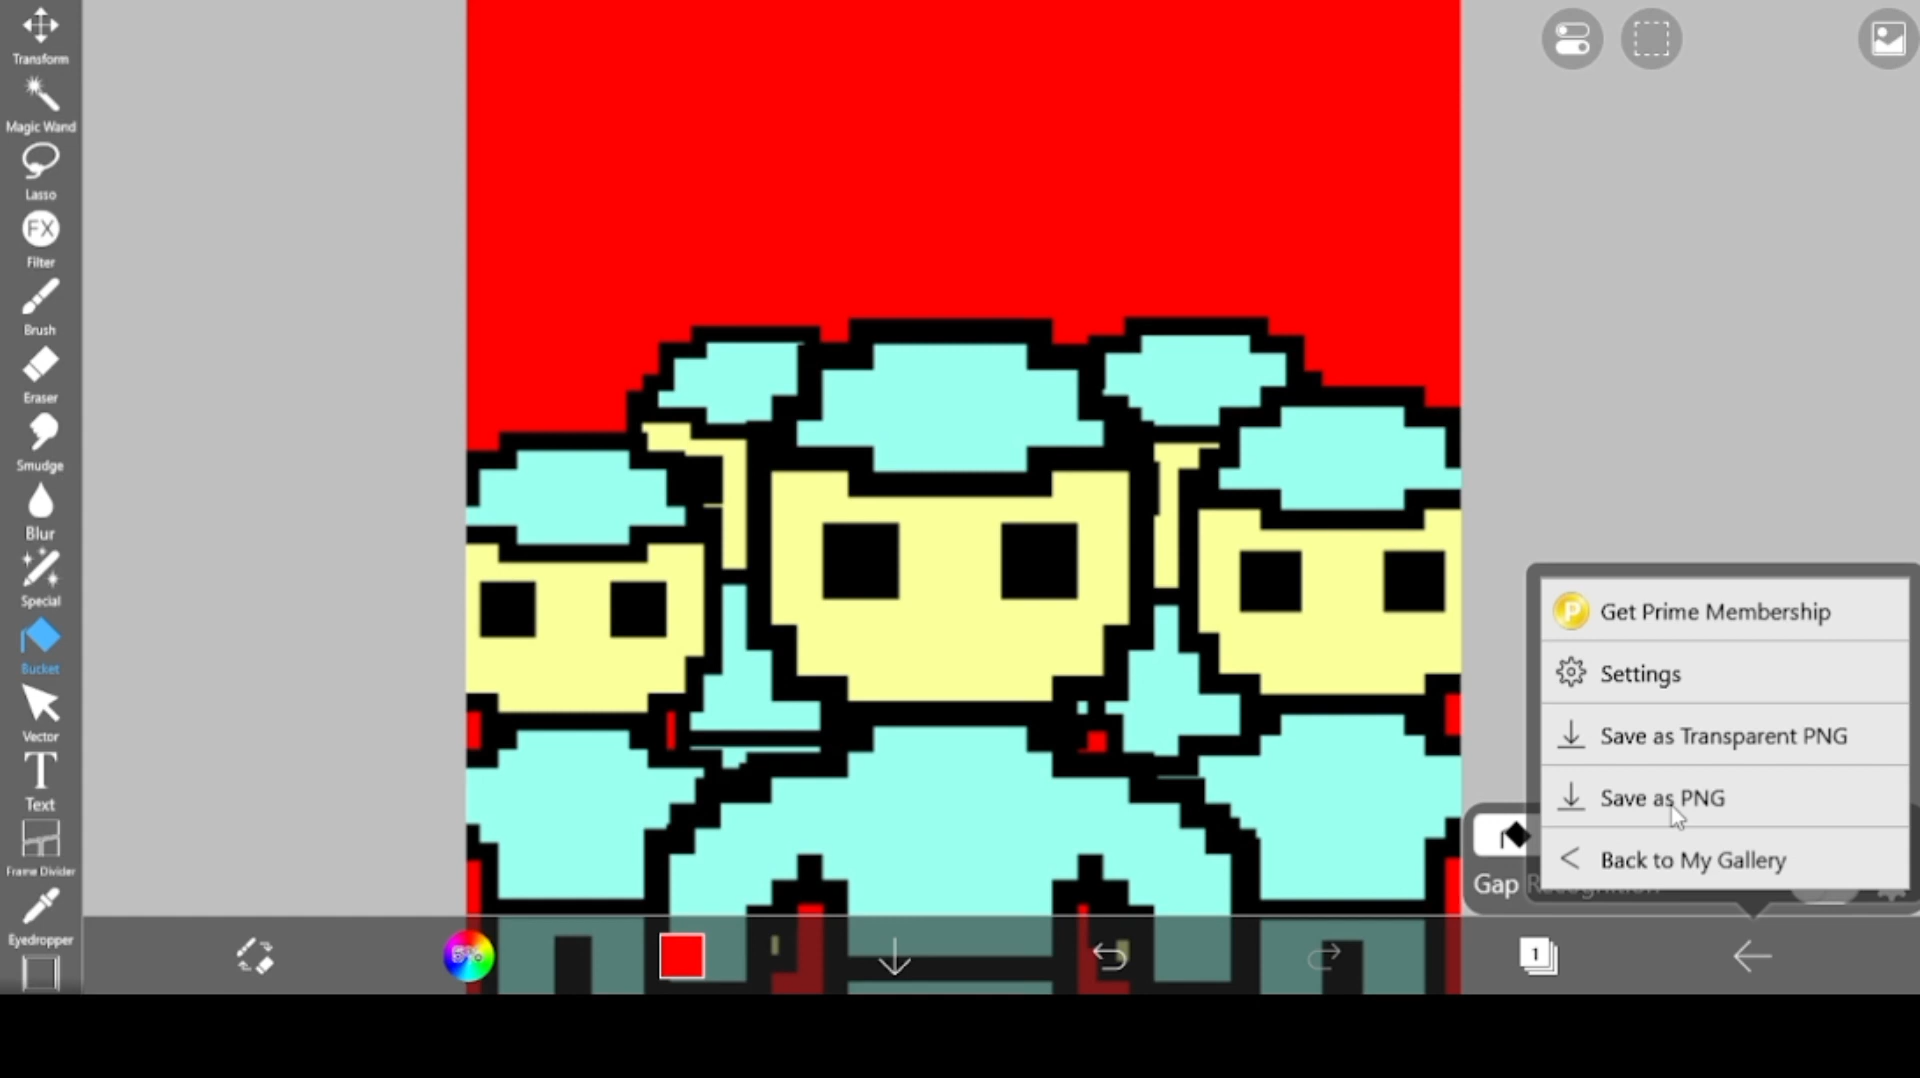 Transform
Magic Wand
Lasso
FX
Filter
Brush
Eraser
Smudge
Blur
Special
Bucket
Vector
T
Text
Frame Divider
Eyedropper
P Get Prime Membership
Settings
Save as Transparent PNG
Save as PNG
Back to My Gallery
Gap Recognition
1